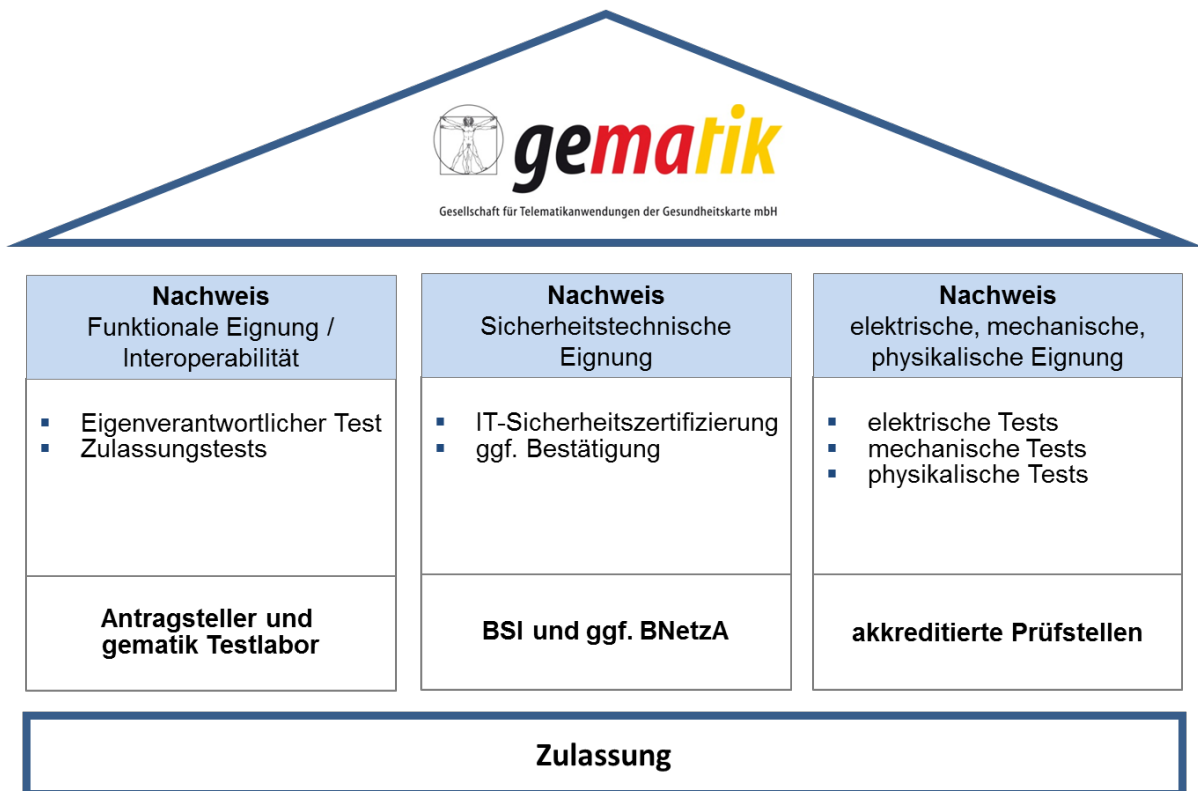 gematik
Gesellschaft für Telematikanwendungen der Gesundheitskarte mbH
Nachweis
Funktionale Eignung /
Interoperabilität
Eigenverantwortlicher Test
Zulassungstests
Antragsteller und
gematik Testlabor
Nachweis
Sicherheitstechnische
Eignung
IT-Sicherheitszertifizierung
ggf. Bestätigung
BSI und ggf. BNetzA
Nachweis
elektrische, mechanische,
physikalische Eignung
elektrische Tests
mechanische Tests
physikalische Tests
akkreditierte Prüfstellen
Zulassung